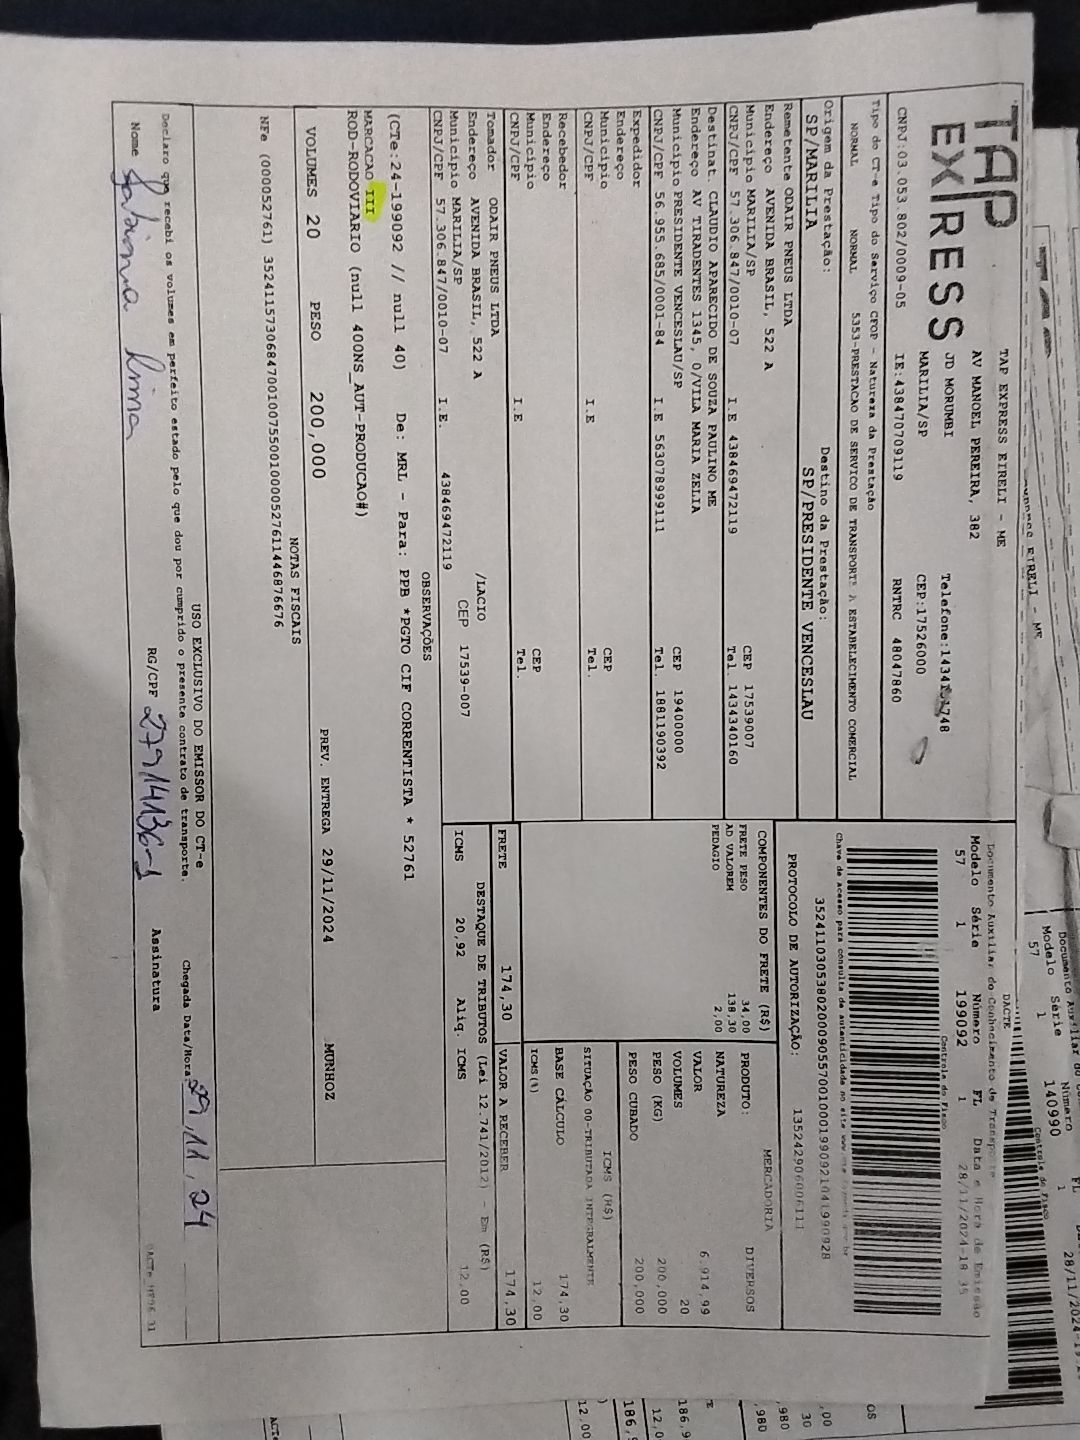 TAP
EXPRESS
TAP EXPRESS EIRELI - ME
AV MANOEL PEREIRA, 382
JD MORUMBI
MARILIA/SP
CEP:17526000
CNPJ:03.053.802/0009-05
IE:438470709119
RNTRC 48047860
Tipo do CT-e Tipo do Serviço CFOP - Natureza da Prestação
NORMAL NORMAL 5353-PRESTACAO DE SERVICO DE TRANSPORTE A ESTABELECIMENTO COMERCIAL
Origem da Prestação: Destino da Prestação:
SP/MARILIA SP/PRESIDENTE VENCESLAU
Remetente ODAIR PNEUS LTDA
Endereço AVENIDA BRASIL, 522 A
Município MARILIA/SP CEP 17539007
CNPJ/CPF 57.306.847/0010-07 I.E 438469472119 Tel. 1434340160
Destinat. CLAUDIO APARECIDO DE SOUZA PAULINO ME
Endereço AV TIRADENTES 1345, 0/VILA MARIA ZELIA
Município PRESIDENTE VENCESLAU/SP CEP 19400000
CNPJ/CPF 56.955.685/0001-84 I.E 563078999111 Tel. 1881190392
Expedidor
Endereço
Município CEP
CNPJ/CPF I.E Tel.
Recebedor
Endereço
Município CEP
CNPJ/CPF I.E Tel.
Tomador ODAIR PNEUS LTDA
Endereço AVENIDA BRASIL, 522 A /LACIO
Município MARILIA/SP CEP 17539-007
CNPJ/CPF 57.306.847/0010-07 I.E. 438469472119
DACTE
Documento Auxiliar do Conhecimento de Transporte
Modelo Série Número FL Data e Hora de Emissão
57 1 199092 1 28/11/2024-18:35
Controle do Fisco
Chave de acesso para consulta de autenticidade no site
PROTOCOLO DE AUTORIZAÇÃO:
COMPONENTES DO FRETE (R$)
FRETE PESO 34,00
AD VALOREM 138,30
PEDAGIO 2,00
PRODUTO: MERCADORIA
NATUREZA DIVERSOS
VALOR 6.914,99
VOLUMES 20
PESO (KG) 200,000
PESO CUBADO 200,000
ICMS (R$)
SITUAÇÃO 00-TRIBUTADA INTEGRALMENTE
BASE CÁLCULO 174,30
ICMS(%) 12,00
FRETE 174,30 VALOR A RECEBER 174,30
DESTAQUE DE TRIBUTOS (Lei 12.741/2012) - Em (R$)
ICMS 20,92 Aliq. ICMS 12,00
OBSERVAÇÕES
(CTe:24-199092 // null 40) De: MRL - Para: PPB *PGTO CIF CORRENTISTA * 52761
MARCACAO III
ROD-RODOVIARIO (null 400NS_AUT-PRODUCAO#)
VOLUMES 20 PESO 200,000 PREV. ENTREGA 29/11/2024 MUNHOZ
NOTAS FISCAIS
NFe (000052761) 35241157306847001007550010000527611446876676
USO EXCLUSIVO DO EMISSOR DO CT-e
Declaro que recebi os volumes em perfeito estado pelo que dou por cumprido o presente contrato de transporte. Chegada Data/Hora: 29,11,24
Nome Fabiana Lima RG/CPF 27914136-1 Assinatura
EIRELI - ME
Modelo Série Número
57 1 140990
Controle do Fisco